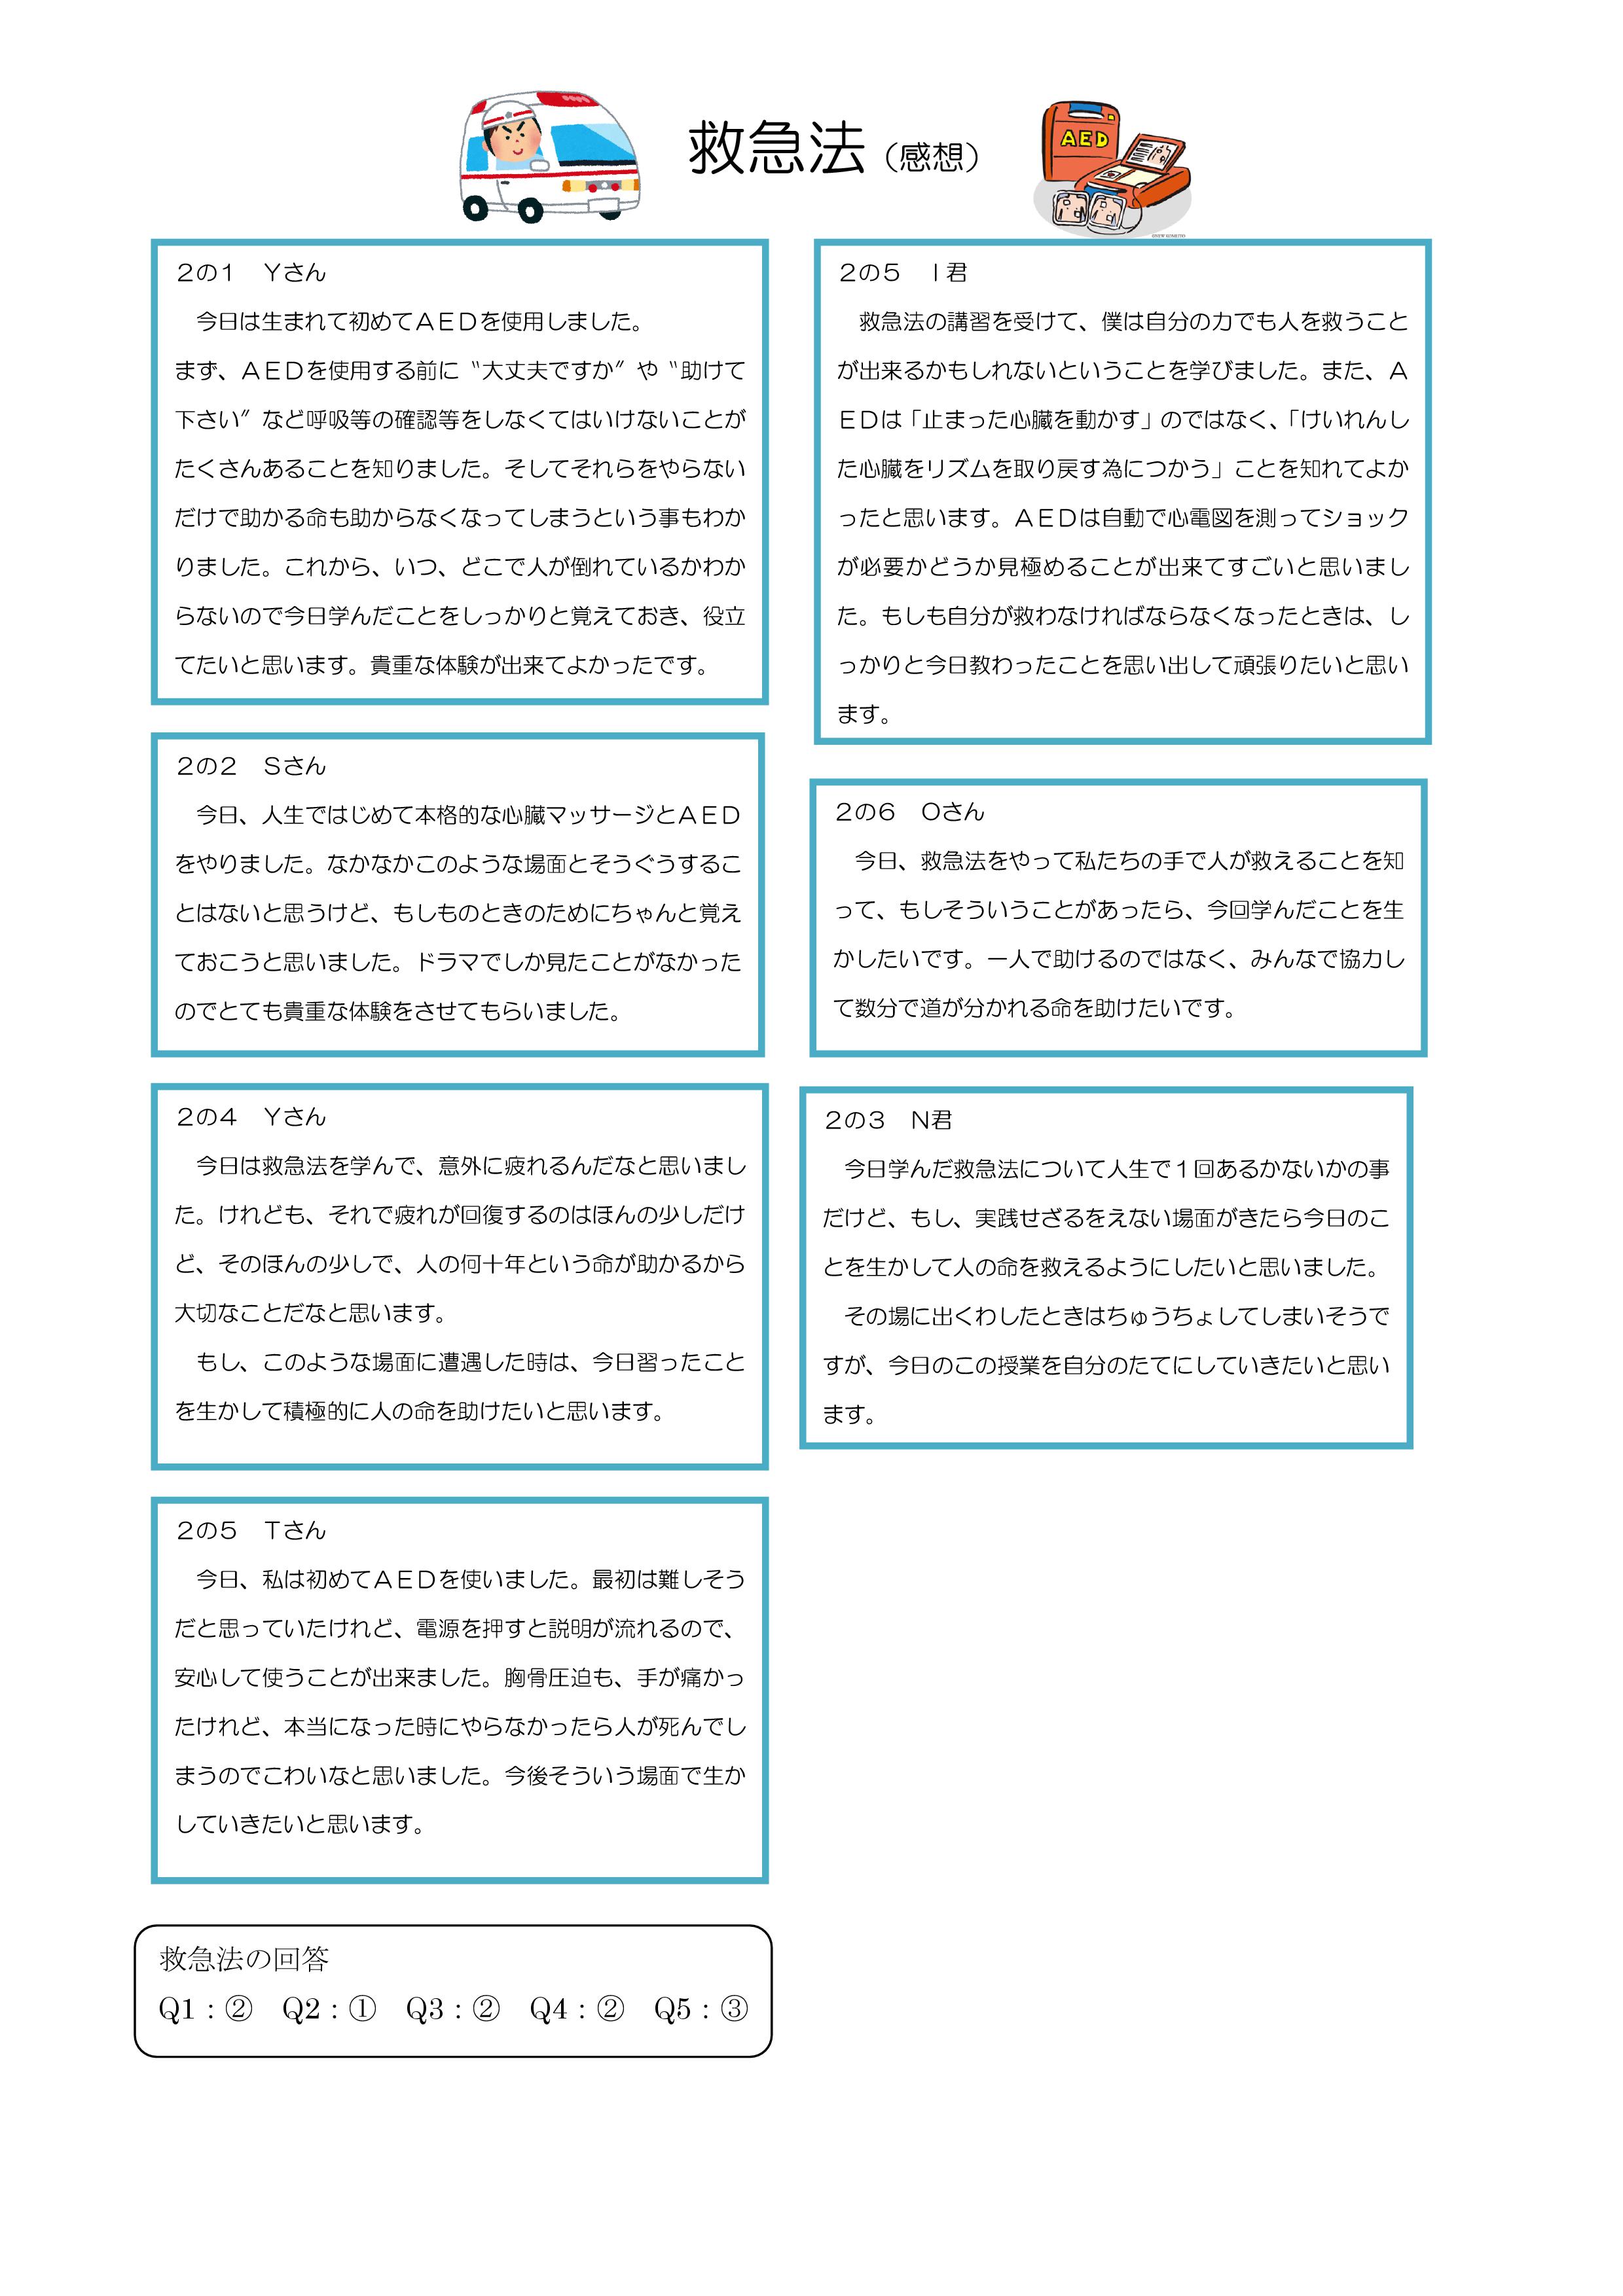 救急法（感想）
AED
２の１　Ｙさん
今日は生まれて初めてＡＥＤを使用しました。
まず、ＡＥＤを使用する前に〝大丈夫ですか〟や〝助けて
下さい〟など呼吸等の確認等をしなくてはいけないことが
たくさんあることを知りました。そしてそれらをやらない
だけで助かる命も助からなくなってしまうという事もわか
りました。これから、いつ、どこで人が倒れているかわか
らないので今日学んだことをしっかりと覚えておき、役立
てたいと思います。貴重な体験が出来てよかったです。
２の２　Ｓさん
今日、人生ではじめて本格的な心臓マッサージとＡＥＤ
をやりました。なかなかこのような場面とそうぐうするこ
とはないと思うけど、もしものときのためにちゃんと覚え
ておこうと思いました。ドラマでしか見たことがなかった
のでとても貴重な体験をさせてもらいました。
２の４　Ｙさん
今日は救急法を学んで、意外に疲れるんだなと思いまし
た。けれども、それで疲れが回復するのはほんの少しだけ
ど、そのほんの少しで、人の何十年という命が助かるから
大切なことだなと思います。
もし、このような場面に遭遇した時は、今日習ったこと
を生かして積極的に人の命を助けたいと思います。
２の５　Ｔさん
今日、私は初めてＡＥＤを使いました。最初は難しそう
だと思っていたけれど、電源を押すと説明が流れるので、
安心して使うことが出来ました。胸骨圧迫も、手が痛かっ
たけれど、本当になった時にやらなかったら人が死んでし
まうのでこわいなと思いました。今後そういう場面で生か
していきたいと思います。
２の５　Ｉ君
救急法の講習を受けて、僕は自分の力でも人を救うこと
が出来るかもしれないということを学びました。また、Ａ
ＥＤは「止まった心臓を動かす」のではなく、「けいれんし
た心臓をリズムを取り戻す為につかう」ことを知れてよか
ったと思います。ＡＥＤは自動で心電図を測ってショック
が必要かどうか見極めることが出来てすごいと思いまし
た。もしも自分が救わなければならなくなったときは、し
っかりと今日教わったことを思い出して頑張りたいと思い
ます。
２の６　Ｏさん
今日、救急法をやって私たちの手で人が救えることを知
って、もしそういうことがあったら、今回学んだことを生
かしたいです。一人で助けるのではなく、みんなで協力し
て数分で道が分かれる命を助けたいです。
２の３　Ｎ君
今日学んだ救急法について人生で１回あるかないかの事
だけど、もし、実践せざるをえない場面がきたら今日のこ
とを生かして人の命を救えるようにしたいと思いました。
その場に出くわしたときはちゅうちょしてしまいそうで
すが、今日のこの授業を自分のたてにしていきたいと思い
ます。
救急法の回答
Q1：②　Q2：①　Q3：②　Q4：②　Q5：③